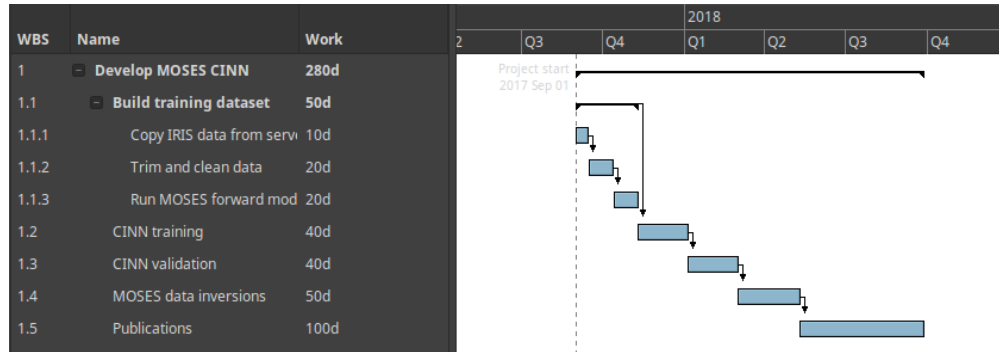 2018
WBS Name Work 2 Q3 Q4 Q1 Q2 Q3 Q4
1 Develop MOSES CINN 280d Project start
2017 Sep 01
1.1 Build training dataset 50d
1.1.1 Copy IRIS data from serv 10d
1.1.2 Trim and clean data 20d
1.1.3 Run MOSES forward mod 20d
1.2 CINN training 40d
1.3 CINN validation 40d
1.4 MOSES data inversions 50d
1.5 Publications 100d